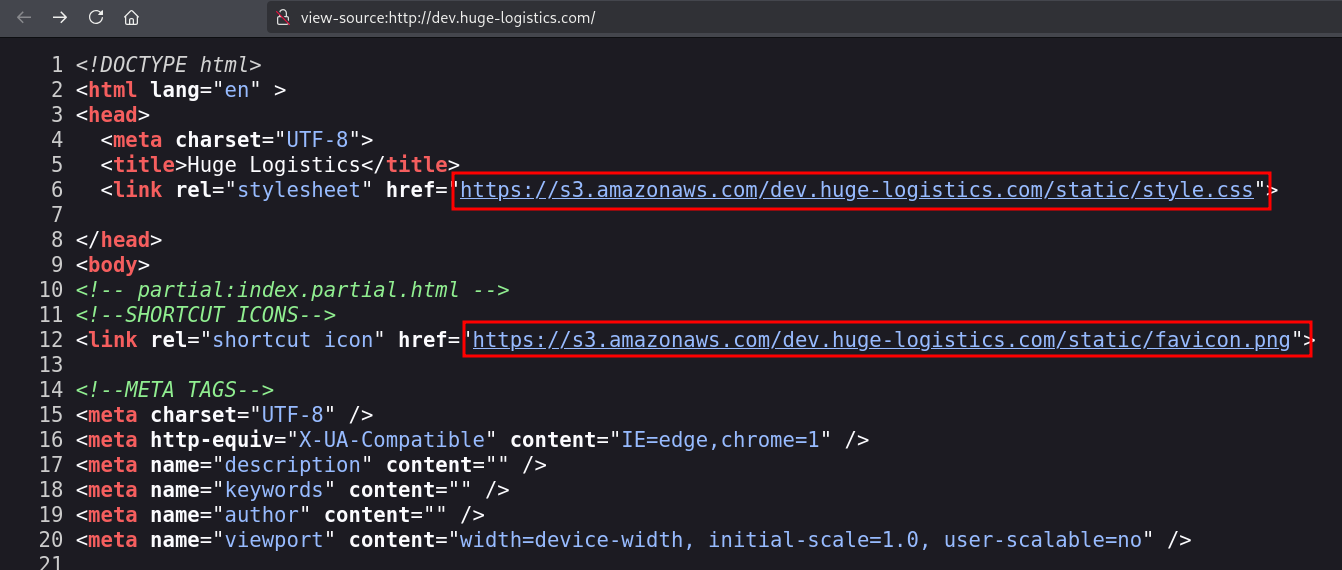 view-source:http://dev.huge-logistics.com/
1 <!DOCTYPE html>
2 <html lang="en" >
3 <head>
4   <meta charset="UTF-8">
5   <title>Huge Logistics</title>
6   <link rel="stylesheet" href="https://s3.amazonaws.com/dev.huge-logistics.com/static/style.css">
7
8 </head>
9 <body>
10 <!-- partial:index.partial.html -->
11 <!--SHORTCUT ICONS-->
12 <link rel="shortcut icon" href="https://s3.amazonaws.com/dev.huge-logistics.com/static/favicon.png">
13
14 <!--META TAGS-->
15 <meta charset="UTF-8" />
16 <meta http-equiv="X-UA-Compatible" content="IE=edge,chrome=1" />
17 <meta name="description" content="" />
18 <meta name="keywords" content="" />
19 <meta name="author" content="" />
20 <meta name="viewport" content="width=device-width, initial-scale=1.0, user-scalable=no" />
21